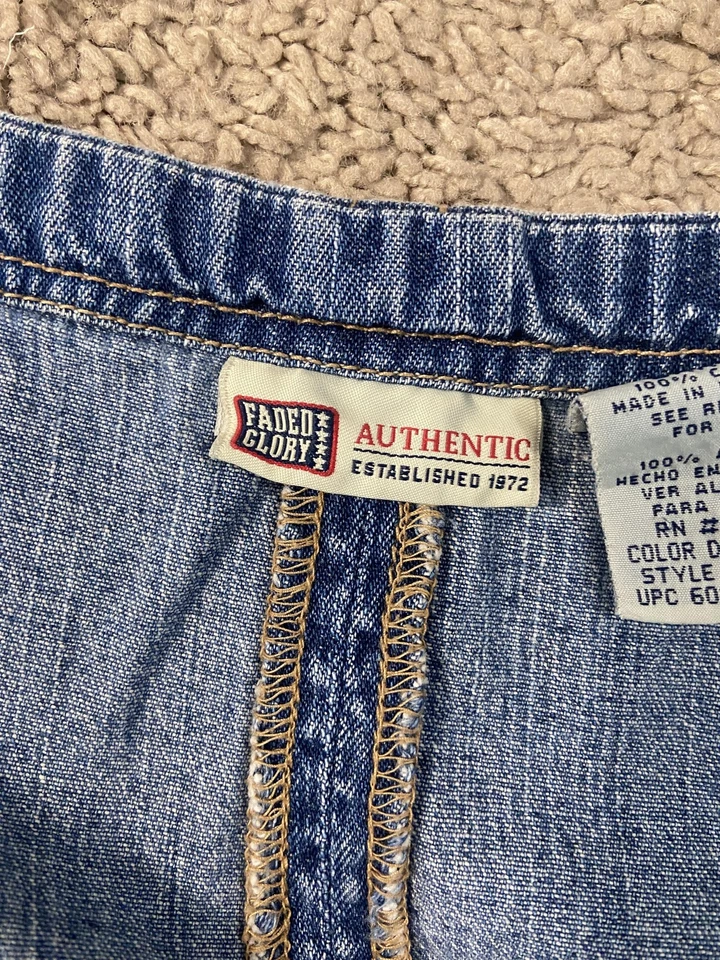 FADED
GLORY
AUTHENTIC
ESTABLISHED 1972
100% C
MADE IN
SEE RE
FOR
100% A
HECHO EN
VER AL
PARA
RN #
COLOR D
STYLE
UPC 60